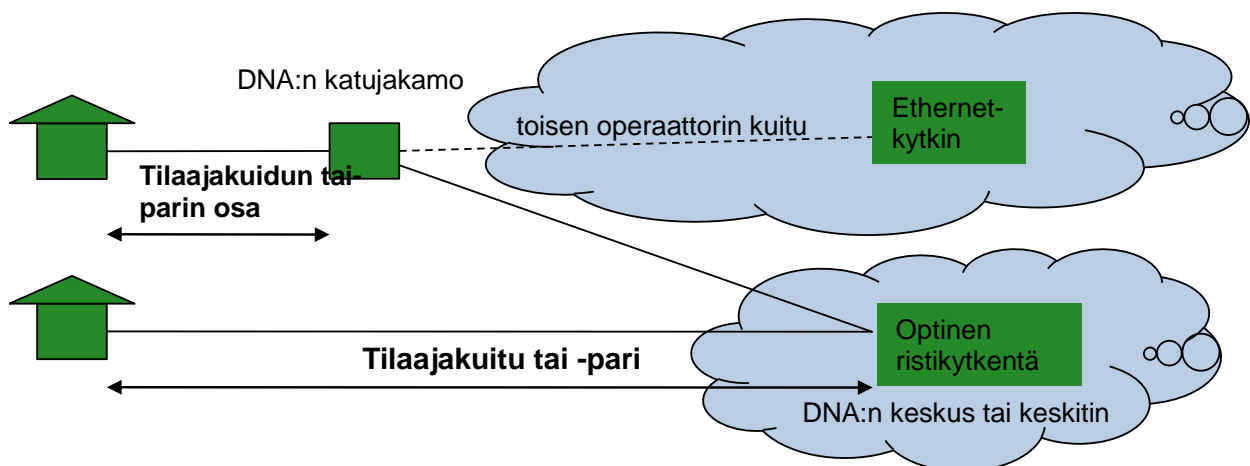 DNA:n katujakamo
toisen operaattorin kuitu
Ethernet-
kytkin
Tilaajakuidun tai-
parin osa
Tilaajakuitu tai -pari
Optinen
ristikytkentä
DNA:n keskus tai keskitin